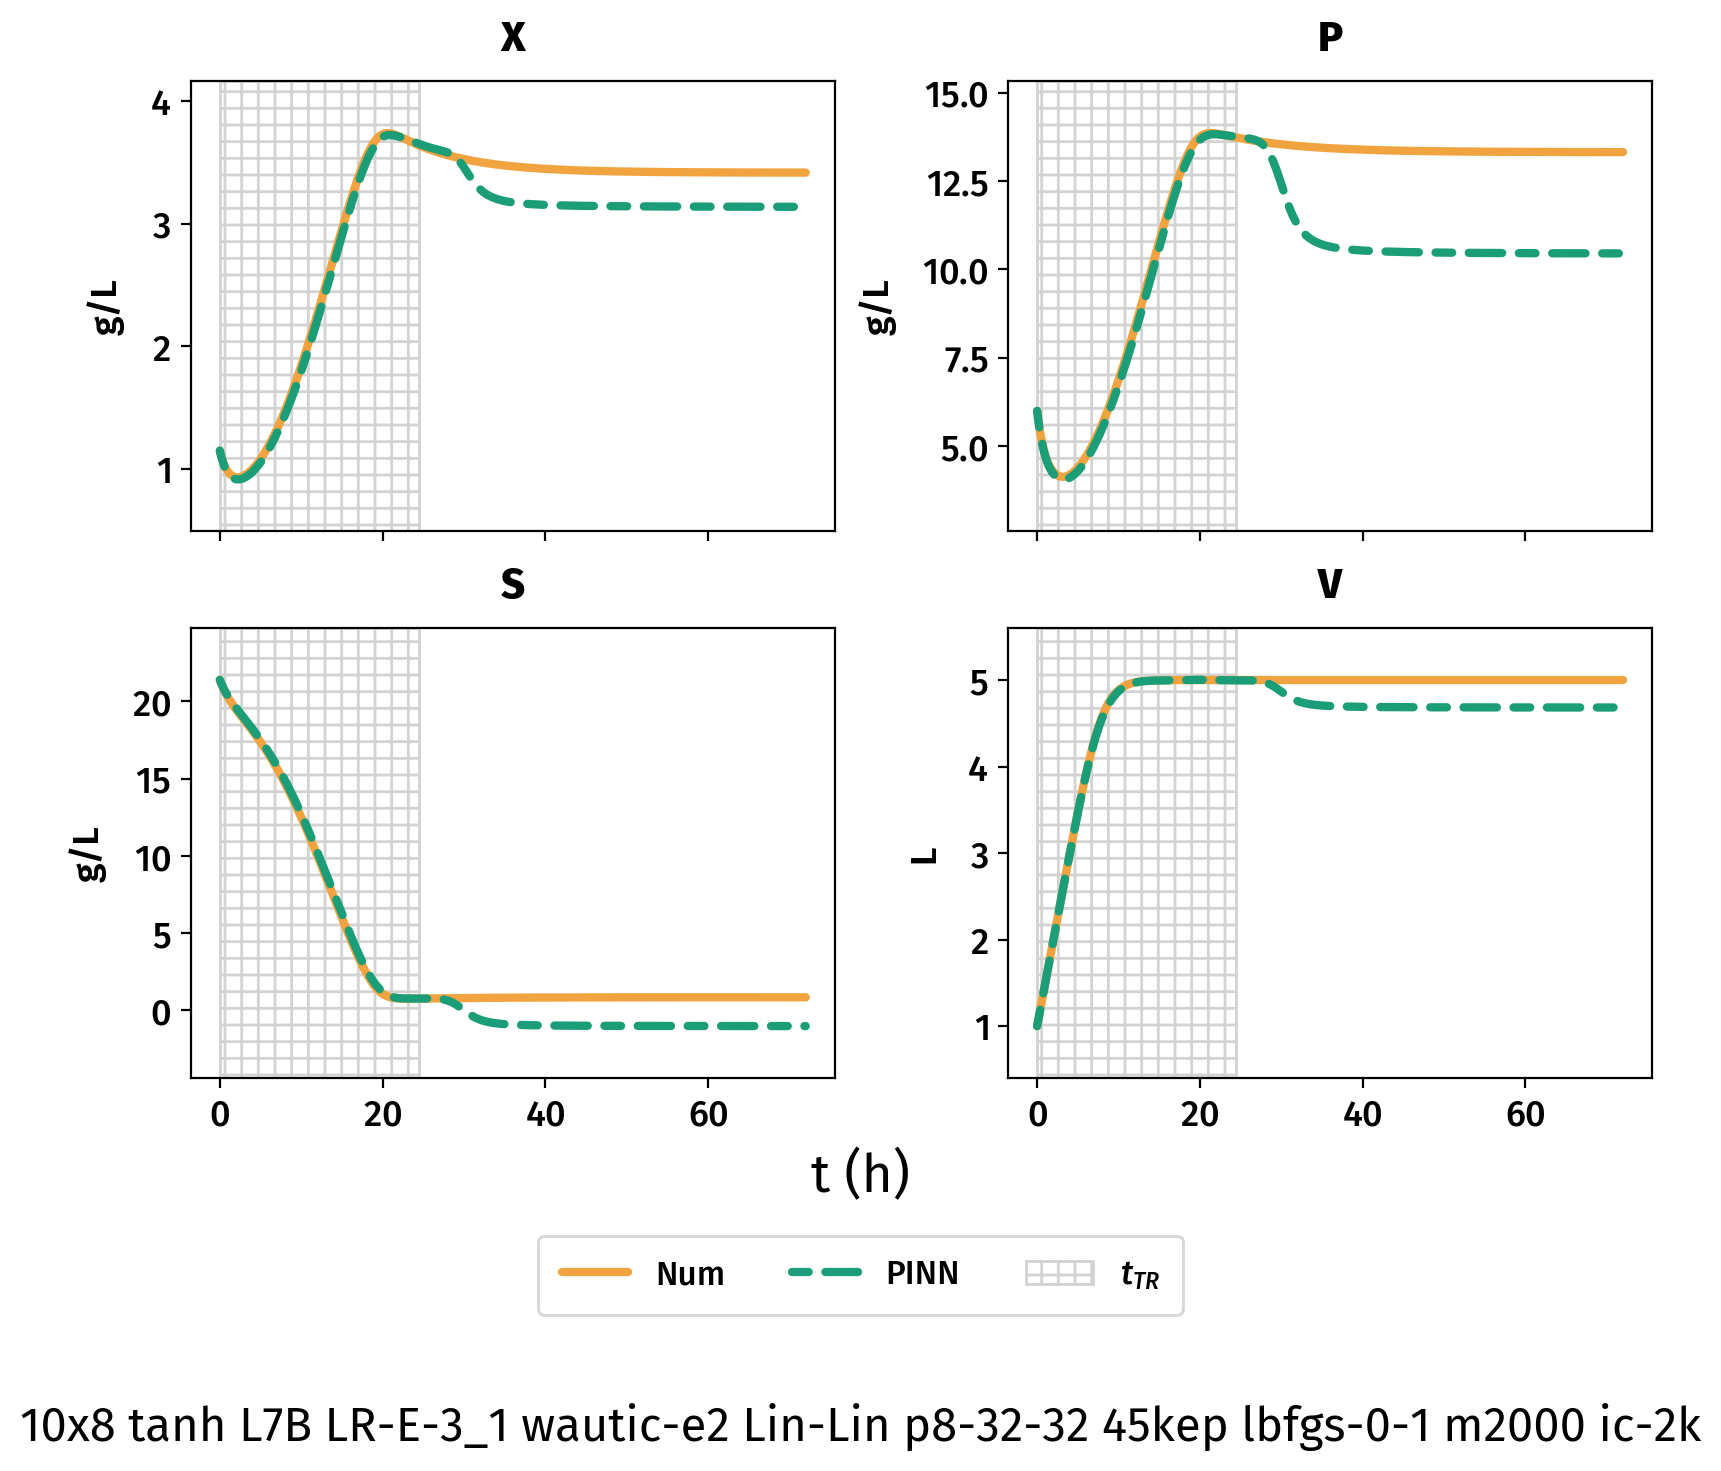 X
4
3
2
1
g/L
P
15.0
12.5
10.0
7.5
5.0
g/L
S
20
15
10
5
0
g/L
0 20 40 60
V
5
4
3
2
1
L
0 20 40 60
t (h)
Num PINN tTR
10x8 tanh L7B LR-E-3_1 wautic-e2 Lin-Lin p8-32-32 45kep lbfgs-0-1 m2000 ic-2k